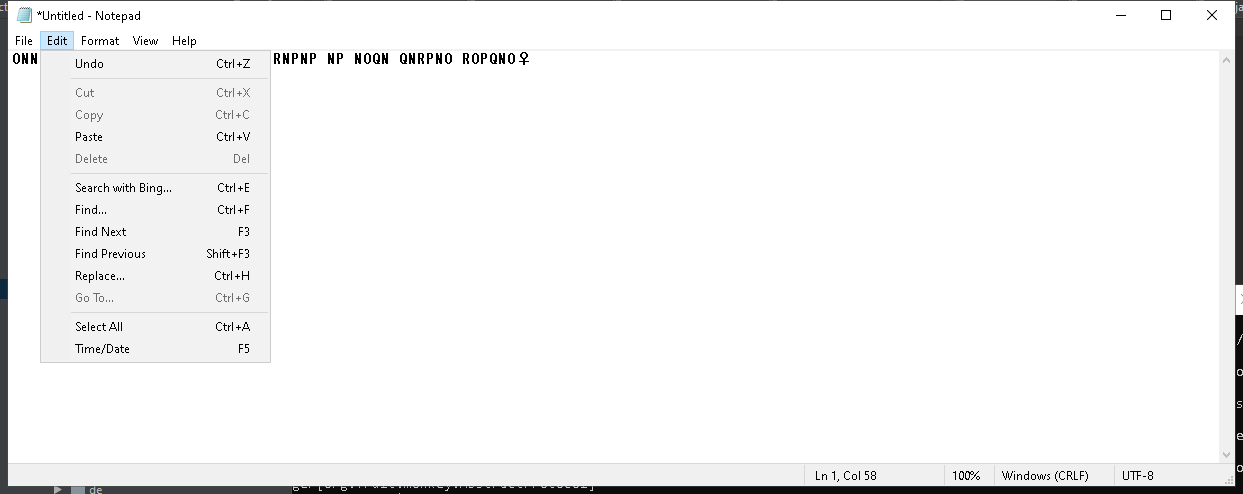 *Untitled - Notepad
File Edit Format View Help
ONN RNPNP NP NOQN QNRPNO ROPQNO♀
Undo Ctrl+Z
Cut Ctrl+X
Copy Ctrl+C
Paste Ctrl+V
Delete Del
Search with Bing... Ctrl+E
Find... Ctrl+F
Find Next F3
Find Previous Shift+F3
Replace... Ctrl+H
Go To... Ctrl+G
Select All Ctrl+A
Time/Date F5
Ln 1, Col 58 100% Windows (CRLF) UTF-8
de